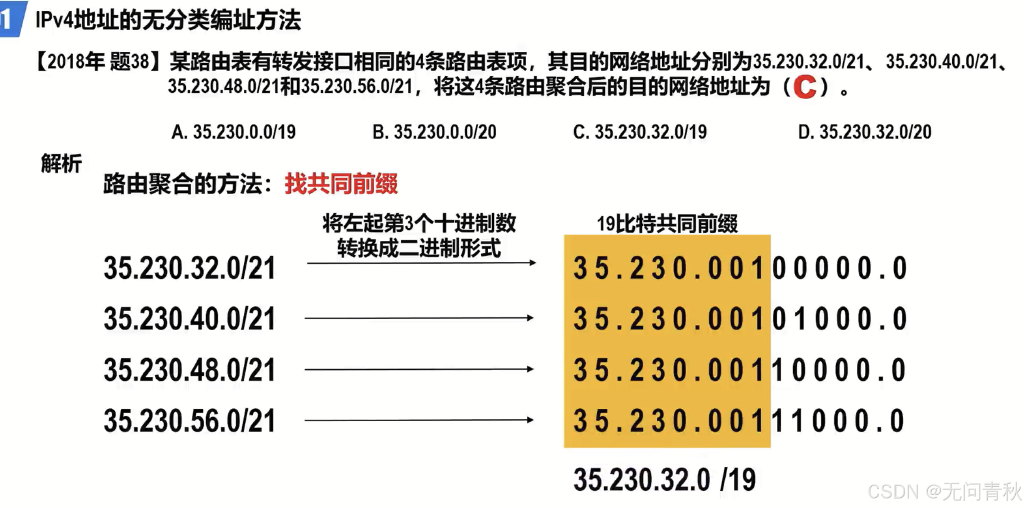 01 IPv4地址的无分类编址方法
【2018年 题38】某路由表有转发接口相同的4条路由表项，其目的网络地址分别为35.230.32.0/21、35.230.40.0/21、
35.230.48.0/21和35.230.56.0/21，将这4条路由聚合后的目的网络地址为（C）。
A. 35.230.0.0/19 B. 35.230.0.0/20 C. 35.230.32.0/19 D. 35.230.32.0/20
解析
路由聚合的方法：找共同前缀
将左起第3个十进制数
转换成二进制形式
19比特共同前缀
35.230.32.0/21 35.230.00100000.0
35.230.40.0/21 35.230.00101000.0
35.230.48.0/21 35.230.00110000.0
35.230.56.0/21 35.230.00111000.0
35.230.32.0 /19
CSDN @无问青秋